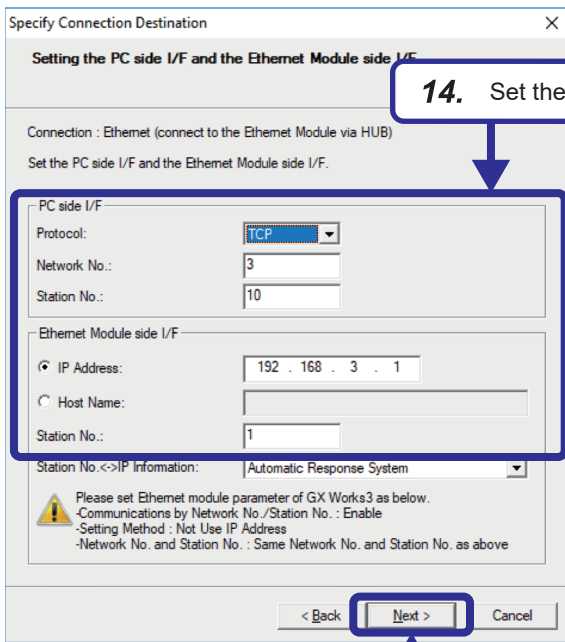 Specify Connection Destination
Setting the PC side I/F and the Ethernet Module side I/F
14. Set the
Connection : Ethernet (connect to the Ethernet Module via HUB)
Set the PC side I/F and the Ethernet Module side I/F.
PC side I/F
Protocol: TCP
Network No.: 3
Station No.: 10
Ethernet Module side I/F
IP Address: 192 . 168 . 3 . 1
Host Name:
Station No.: 1
Station No.<->IP Information: Automatic Response System
Please set Ethernet module parameter of GX Works3 as below.
-Communications by Network No./Station No. : Enable
-Setting Method : Not Use IP Address
-Network No. and Station No. : Same Network No. and Station No. as above
< Back Next > Cancel